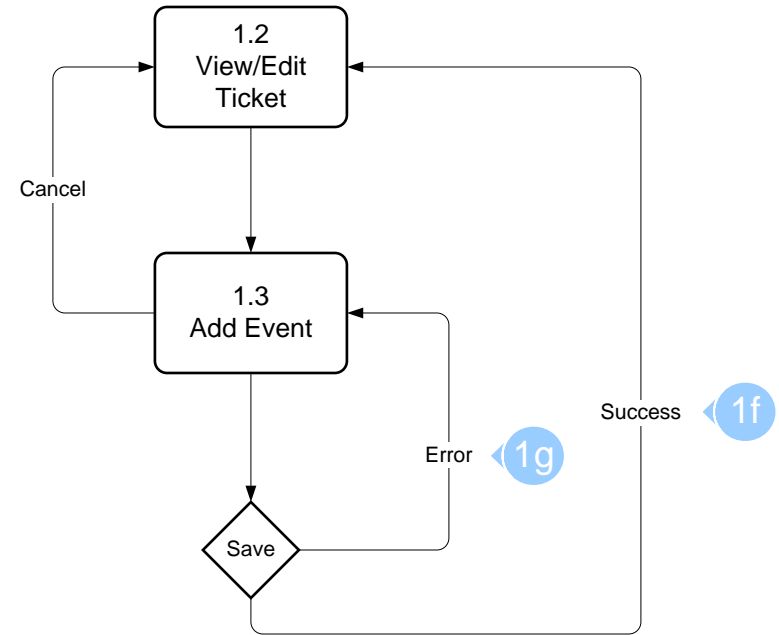 1.2
View/Edit
Ticket
Cancel
1.3
Add Event
Success
1f
Error
1g
Save